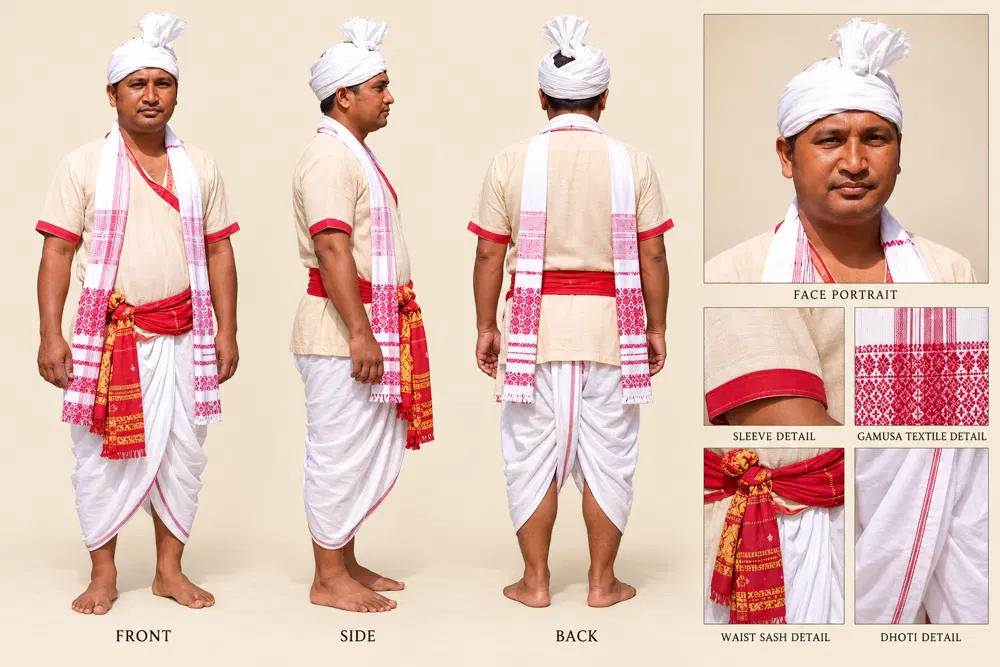 FRONT
SIDE
BACK
FACE PORTRAIT
SLEEVE DETAIL
GAMUSA TEXTILE DETAIL
WAIST SASH DETAIL
DHOTI DETAIL